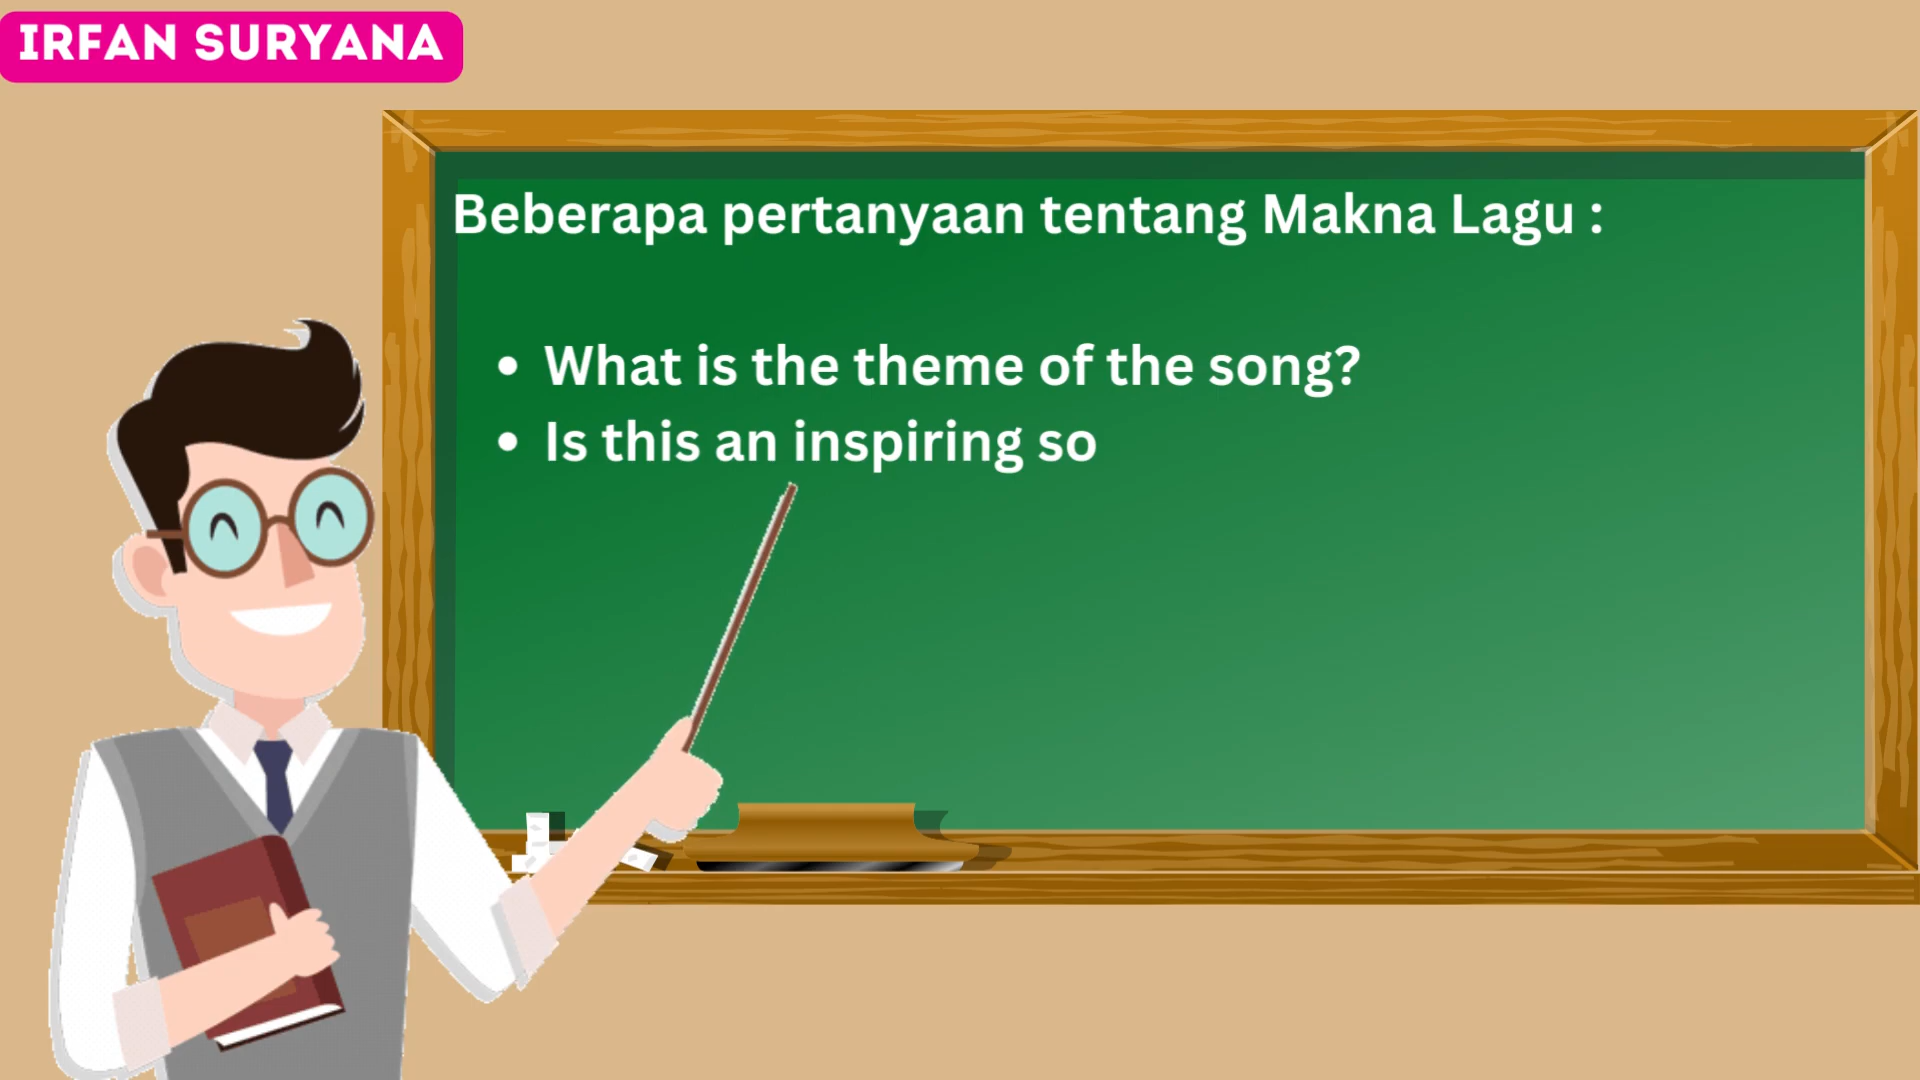 IRFAN SURYANA
Beberapa pertanyaan tentang Makna Lagu :
• What is the theme of the song?
• Is this an inspiring so